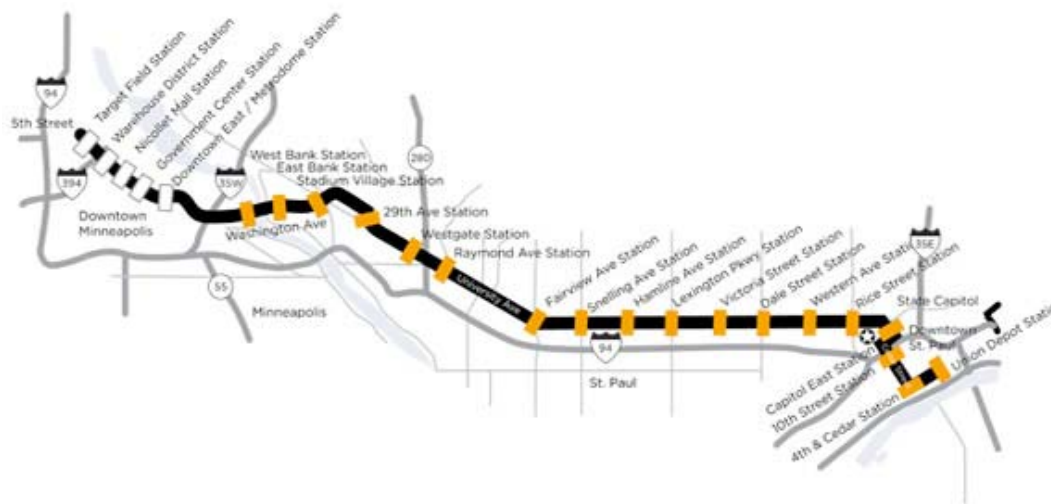 Target Field Station
Warehouse District Station
Nicollet Mall Station
Government Center Station
Downtown East / Metrodome Station
94
5th Street
394
35W
280
West Bank Station
East Bank Station
Stadium Village Station
29th Ave Station
Westgate Station
Raymond Ave Station
Downtown
Minneapolis
Washington Ave
55
Minneapolis
University Ave
Fairview Ave Station
Snelling Ave Station
Hamline Ave Station
Lexington Pkwy Station
Victoria Street Station
Dale Street Station
Western Ave Station
Rice Street Station
35E
State Capitol
Downtown
St. Paul
94
St. Paul
Capitol East Station
10th Street Station
4th & Cedar Station
Union Depot Stati